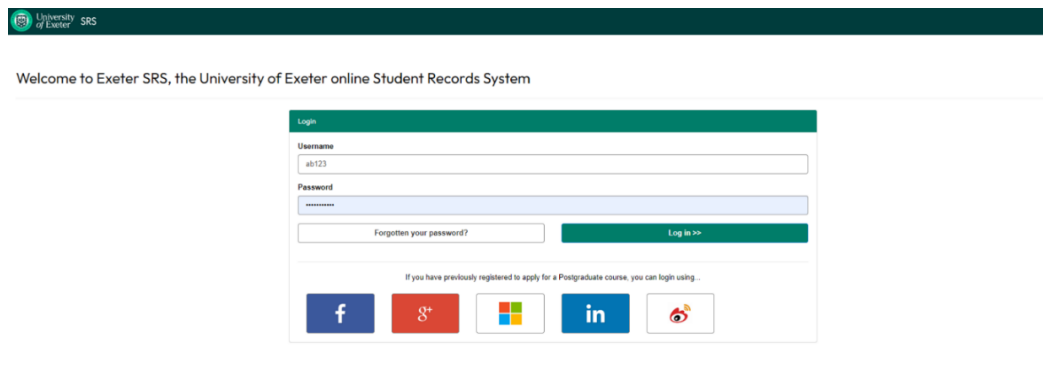 University
of Exeter
SRS
Welcome to Exeter SRS, the University of Exeter online Student Records System
Login
Username
ab123
Password
•••••••••••
Forgotten your password?
Log in >>
If you have previously registered to apply for a Postgraduate course, you can login using...
f
g+
in